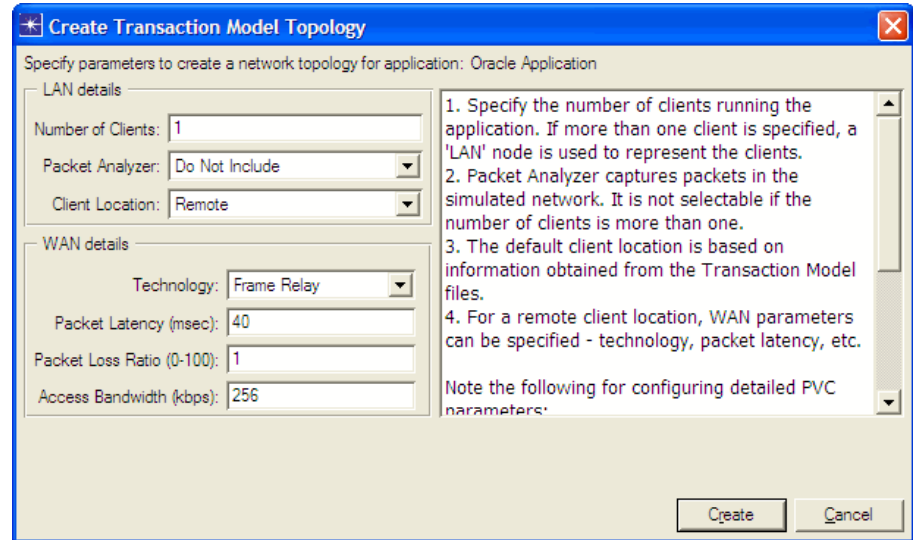 Create Transaction Model Topology
Specify parameters to create a network topology for application: Oracle Application
LAN details
Number of Clients: 1
Packet Analyzer: Do Not Include
Client Location: Remote
WAN details
Technology: Frame Relay
Packet Latency (msec): 40
Packet Loss Ratio (0-100): 1
Access Bandwidth (kbps): 256
1. Specify the number of clients running the
application. If more than one client is specified, a
'LAN' node is used to represent the clients.
2. Packet Analyzer captures packets in the
simulated network. It is not selectable if the
number of clients is more than one.
3. The default client location is based on
information obtained from the Transaction Model
files.
4. For a remote client location, WAN parameters
can be specified - technology, packet latency, etc.
Note the following for configuring detailed PVC
parameters:
Create
Cancel